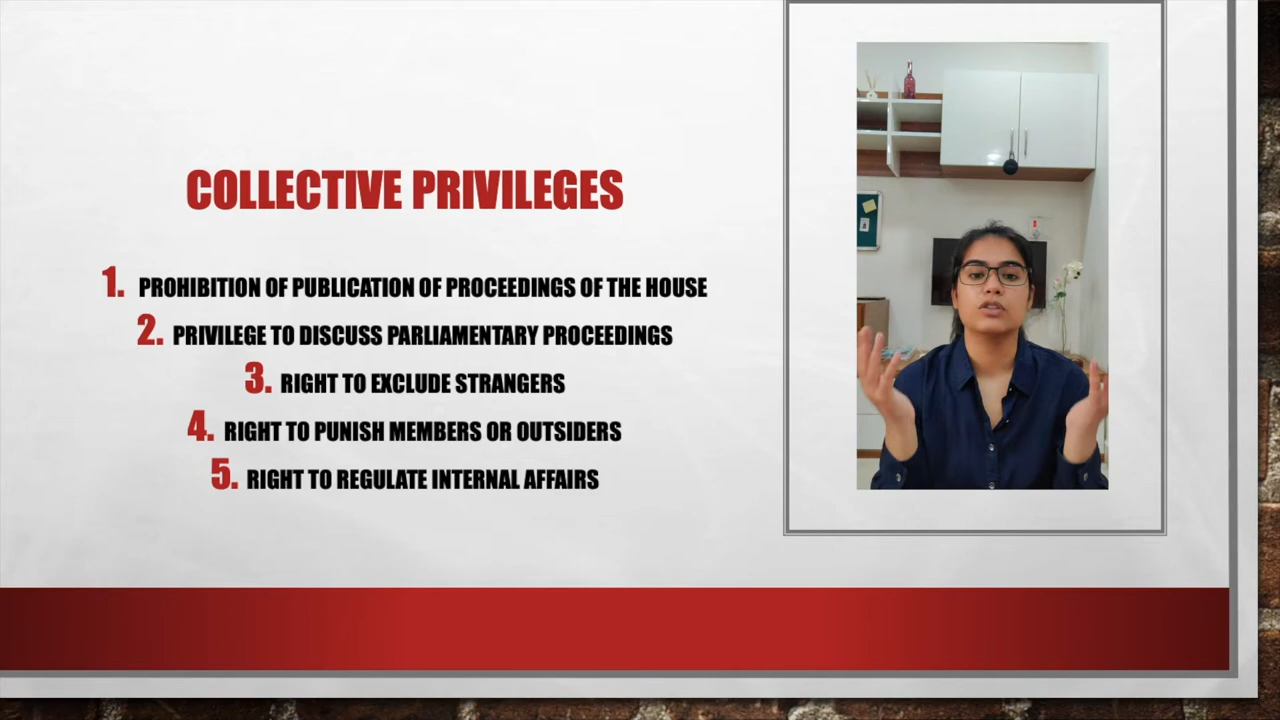 COLLECTIVE PRIVILEGES
1. PROHIBITION OF PUBLICATION OF PROCEEDINGS OF THE HOUSE
2. PRIVILEGE TO DISCUSS PARLIAMENTARY PROCEEDINGS
3. RIGHT TO EXCLUDE STRANGERS
4. RIGHT TO PUNISH MEMBERS OR OUTSIDERS
5. RIGHT TO REGULATE INTERNAL AFFAIRS